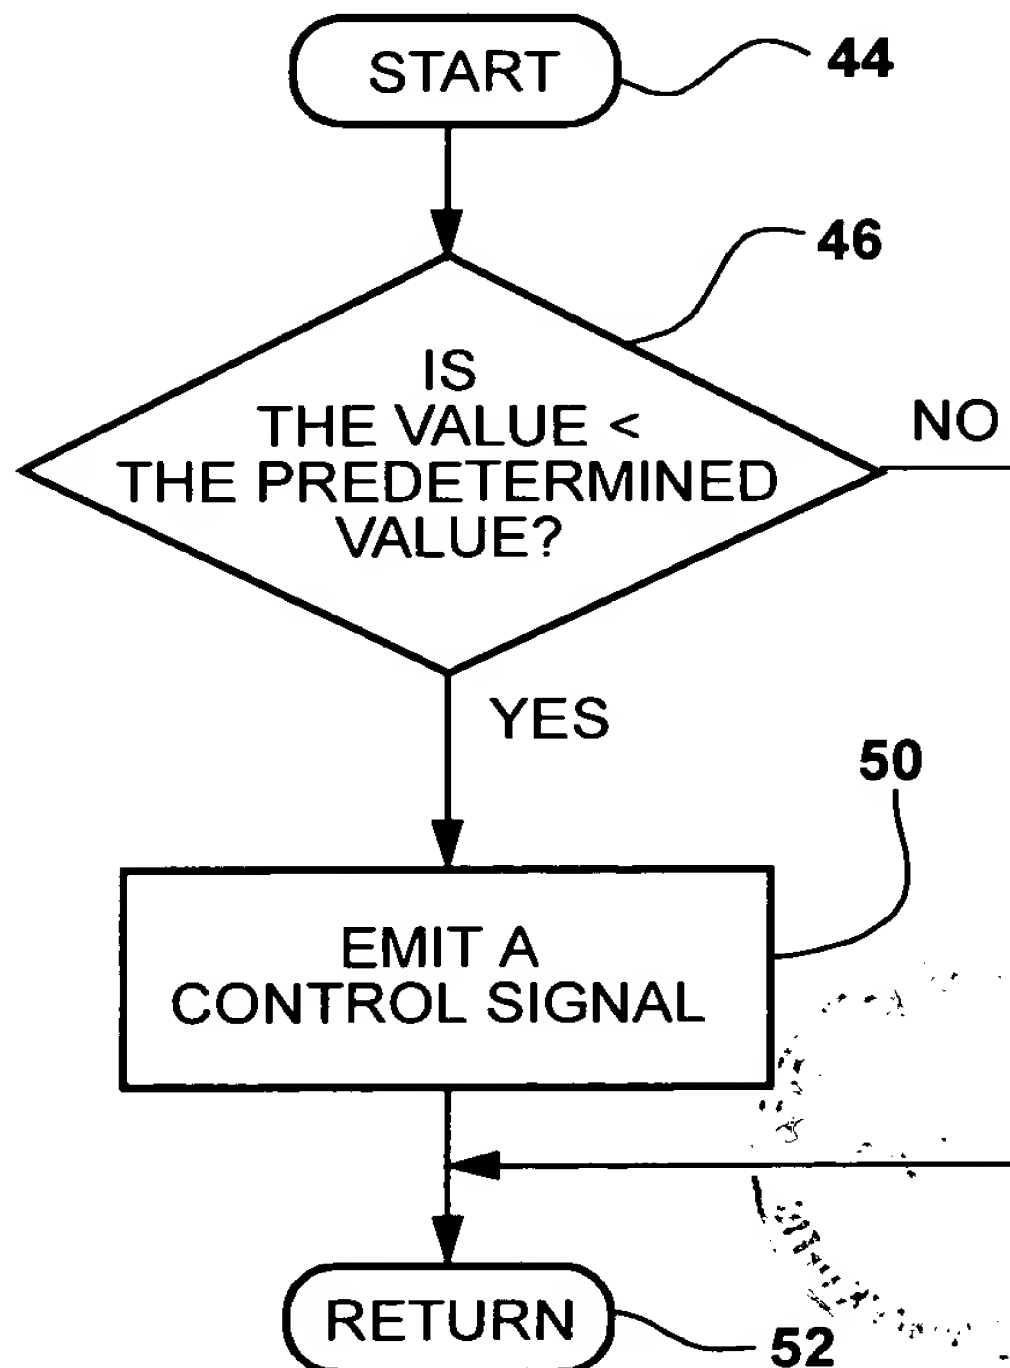 START
44
46
IS
THE VALUE <
THE PREDETERMINED
VALUE?
NO
YES
50
EMIT A
CONTROL SIGNAL
RETURN
52